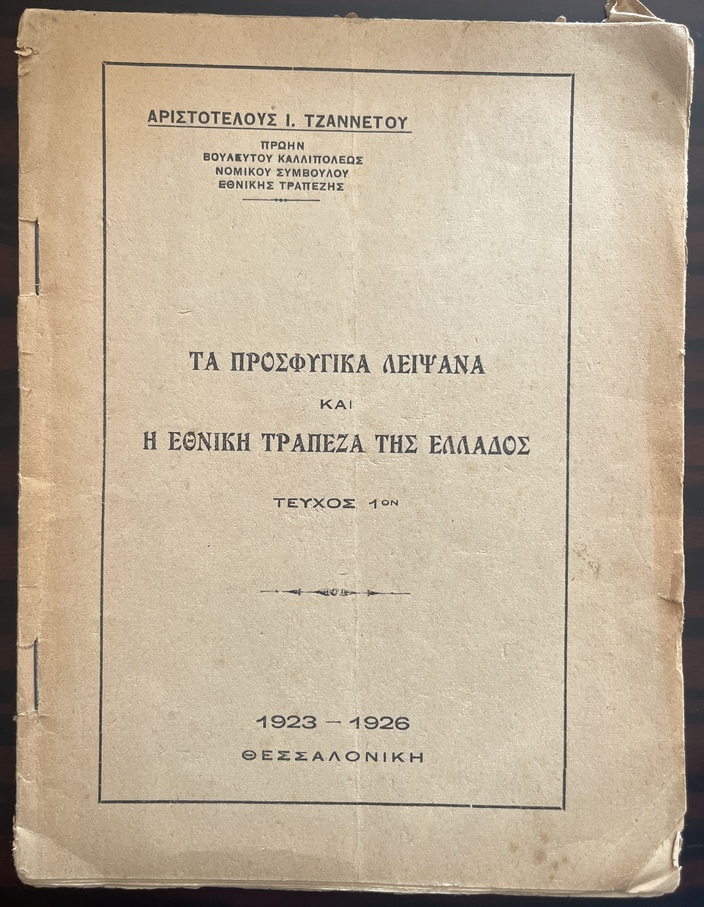 ΑΡΙΣΤΟΤΕΛΟΥΣ Ι. ΤΖΑΝΝΕΤΟΥ
ΠΡΩΗΝ
ΒΟΥΛΕΥΤΟΥ ΚΑΛΛΙΠΟΛΕΩΣ
ΝΟΜΙΚΟΥ ΣΥΜΒΟΥΛΟΥ
ΕΘΝΙΚΗΣ ΤΡΑΠΕΖΗΣ
ΤΑ ΠΡΟΣΦΥΓΙΚΑ ΛΕΙΨΑΝΑ
ΚΑΙ
Η ΕΘΝΙΚΗ ΤΡΑΠΕΖΑ ΤΗΣ ΕΛΛΑΔΟΣ
ΤΕΥΧΟΣ 1ΟΝ
1923 – 1926
ΘΕΣΣΑΛΟΝΙΚΗ